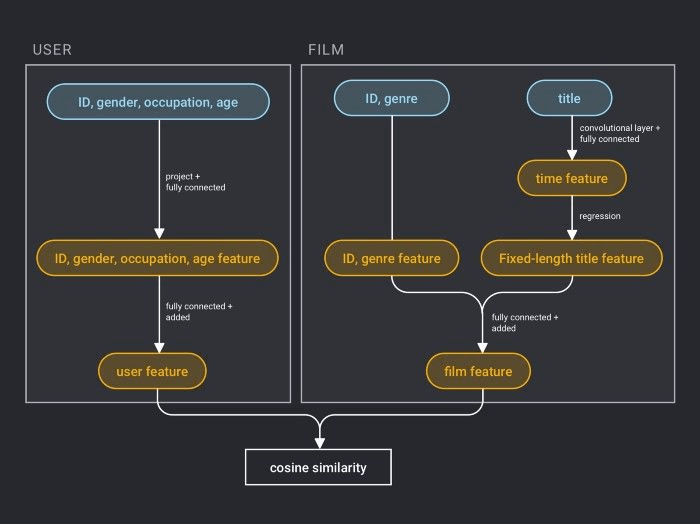 USER
ID, gender, occupation, age
project +
fully connected
ID, gender, occupation, age feature
fully connected +
added
user feature
FILM
ID, genre
title
convolutional layer +
fully connected
time feature
regression
ID, genre feature
Fixed-length title feature
fully connected +
added
film feature
cosine similarity